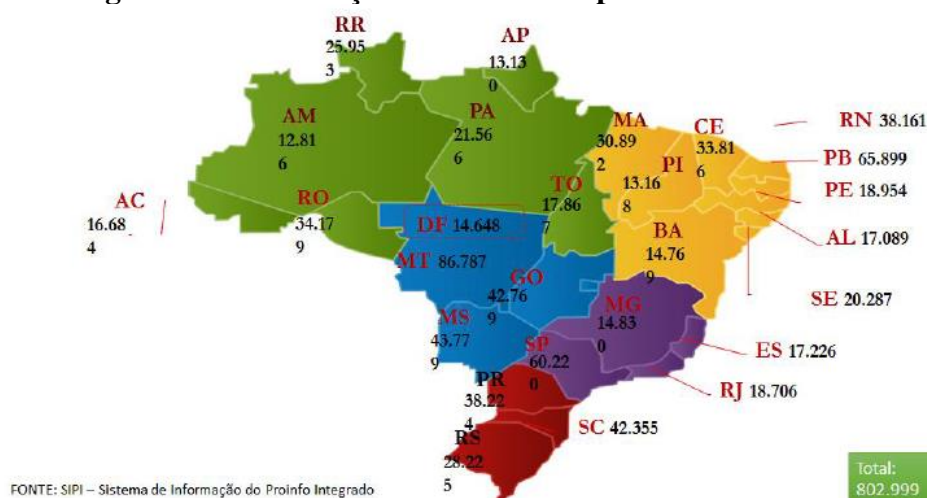 RR
25.95
3
AP
13.13
0
AM
12.81
6
PA
21.56
6
MA
30.89
2
CE
33.81
6
RN 38.161
PI
13.16
8
PB 65.899
PE 18.954
AL 17.089
SE 20.287
AC
16.68
4
RO
34.17
9
TO
17.86
7
DF 14.648
BA
14.76
9
MT 86.787
GO
42.76
9
MG
14.83
0
MS
43.77
9
SP
60.22
0
ES 17.226
RJ 18.706
PR
38.22
4
SC 42.355
RS
28.22
5
FONTE: SIPI – Sistema de Informação do Proinfo Integrado
Total:
802.999